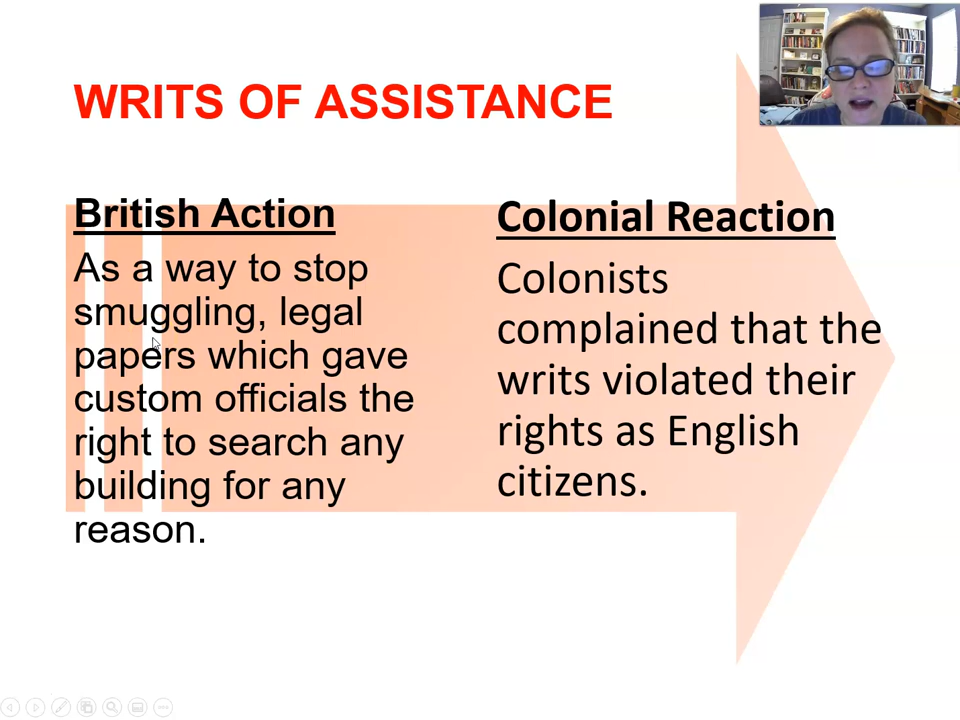 WRITS OF ASSISTANCE
British Action
As a way to stop
smuggling, legal
papers which gave
custom officials the
right to search any
building for any
reason.
Colonial Reaction
Colonists
complained that the
writs violated their
rights as English
citizens.